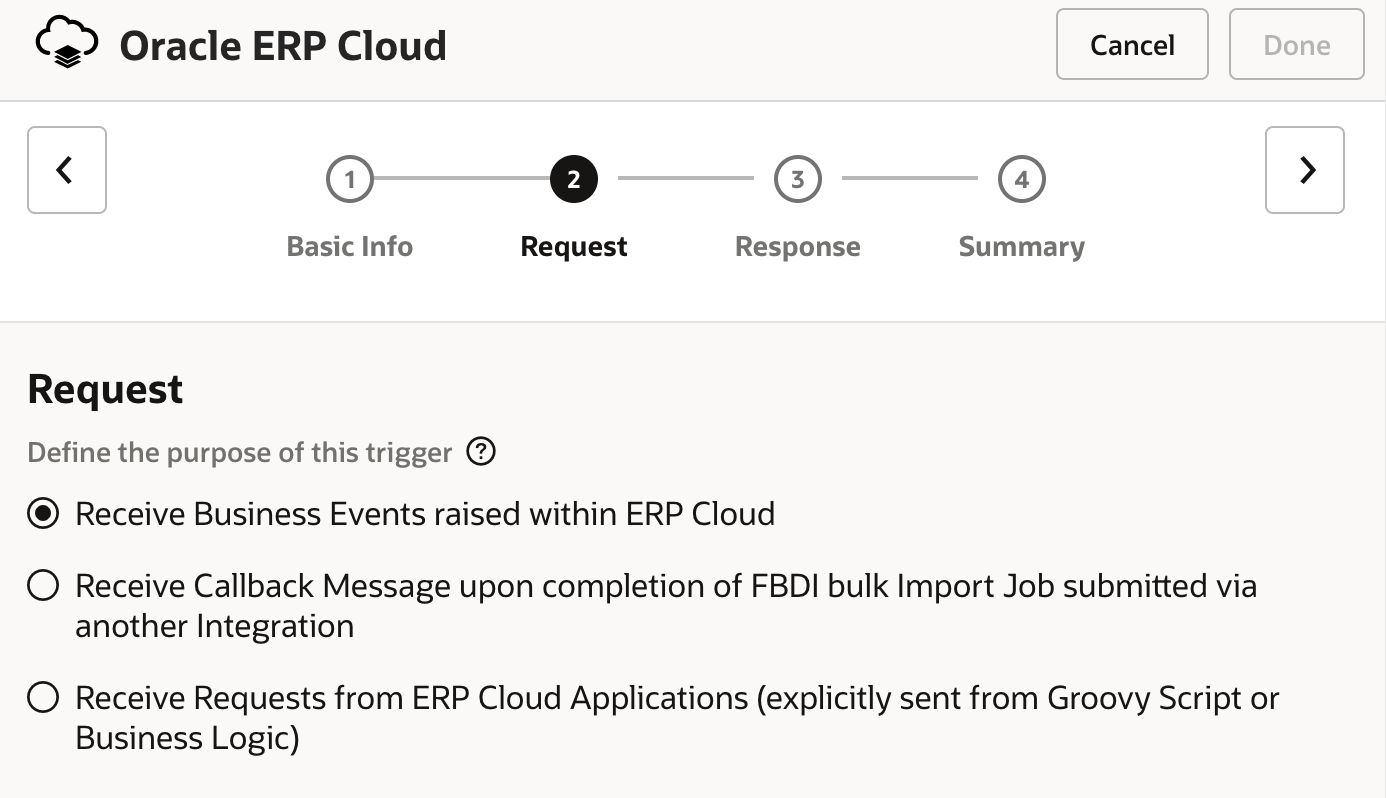 Oracle ERP Cloud
Cancel
Done
1
2
3
4
Basic Info
Request
Response
Summary
Request
Define the purpose of this trigger ?
Receive Business Events raised within ERP Cloud
Receive Callback Message upon completion of FBDI bulk Import Job submitted via
another Integration
Receive Requests from ERP Cloud Applications (explicitly sent from Groovy Script or
Business Logic)